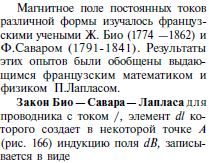 Магнитное поле постоянных токов
различной формы изучалось француз-
скими учеными Ж. Био (1774 —1862) и
Ф.Саваром (1791-1841). Результаты
этих опытов были обобщены выдаю-
щимся французским математиком и
физиком П.Лапласом.
Закон Био — Савара — Лапласа для
проводника с током /, элемент dl ко-
торого создает в некоторой точке A
(рис. 166) индукцию поля dB, записы-
вается в виде